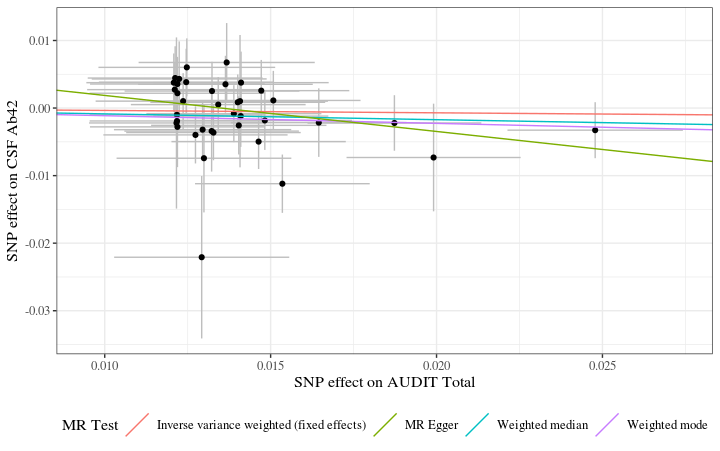 0.01
0.00
-0.01
-0.02
-0.03
SNP effect on CSF Ab42
0.010
0.015
0.020
0.025
SNP effect on AUDIT Total
MR Test
Inverse variance weighted (fixed effects)
MR Egger
Weighted median
Weighted mode